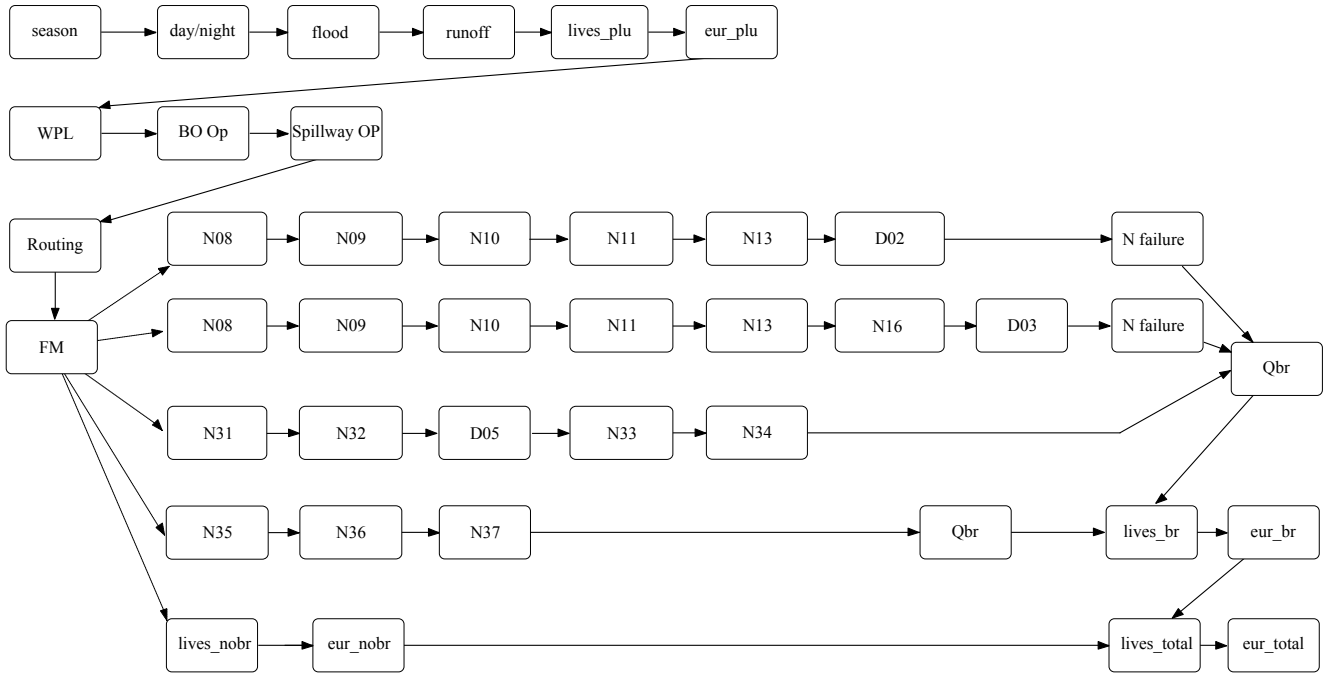 season day/night flood runoff lives_plu eur_plu
WPL BO Op Spillway OP
Routing N08 N09 N10 N11 N13 D02 N failure
FM N08 N09 N10 N11 N13 N16 D03 N failure
Qbr
N31 N32 D05 N33 N34
N35 N36 N37 Qbr lives_br eur_br
lives_nobr eur_nobr lives_total eur_total